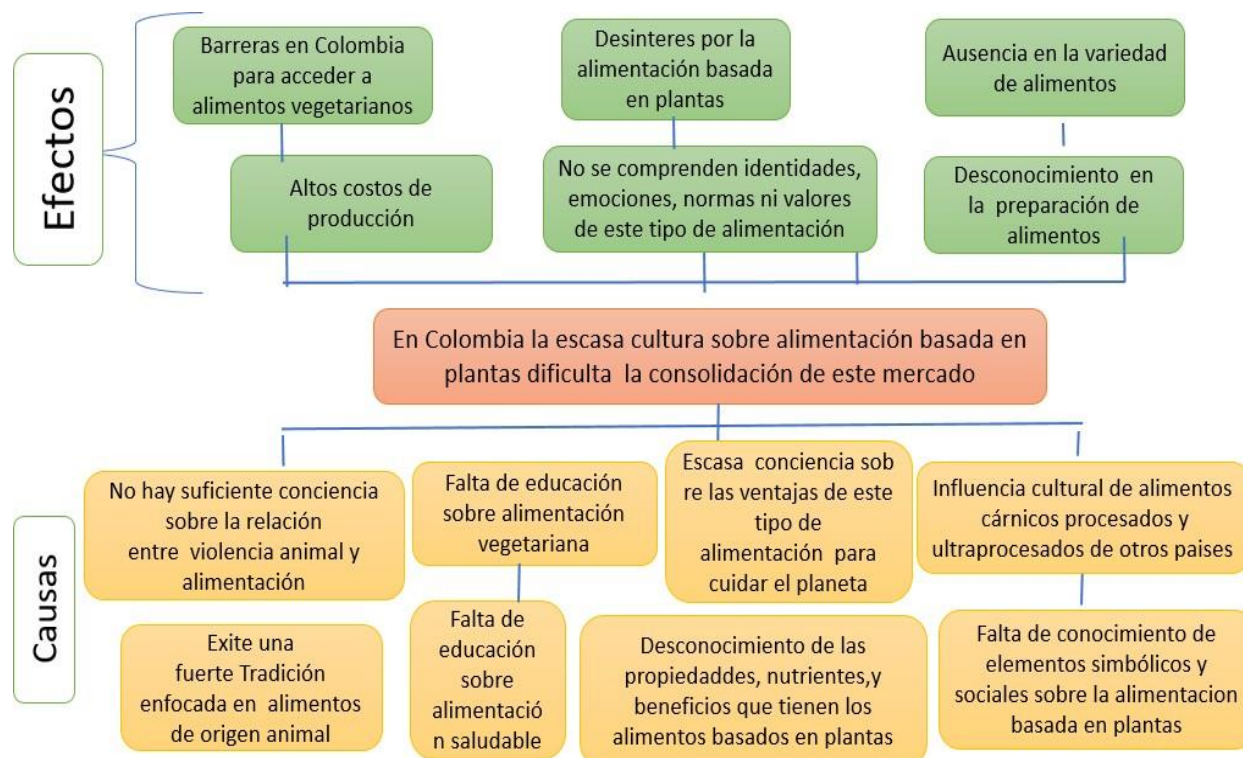 Efectos
Barreras en Colombia
para acceder a
alimentos vegetarianos
Desinteres por la
alimentación basada
en plantas
Ausencia en la variedad
de alimentos
Altos costos de
producción
No se comprenden identidades,
emociones, normas ni valores
de este tipo de alimentación
Desconocimiento en
la preparación de
alimentos
En Colombia la escasa cultura sobre alimentación basada en
plantas dificulta la consolidación de este mercado
Causas
No hay suficiente conciencia
sobre la relación
entre violencia animal y
alimentación
Falta de educación
sobre alimentación
vegetariana
Escasa conciencia sob
re las ventajas de este
tipo de
alimentación para
cuidar el planeta
Influencia cultural de alimentos
cárnicos procesados y
ultraprocesados de otros paises
Exite una
fuerte Tradición
enfocada en alimentos
de origen animal
Falta de
educación
sobre
alimentació
n saludable
Desconocimiento de las
propiedaddes, nutrientes,y
beneficios que tienen los
alimentos basados en plantas
Falta de conocimiento de
elementos simbólicos y
sociales sobre la alimentacion
basada en plantas